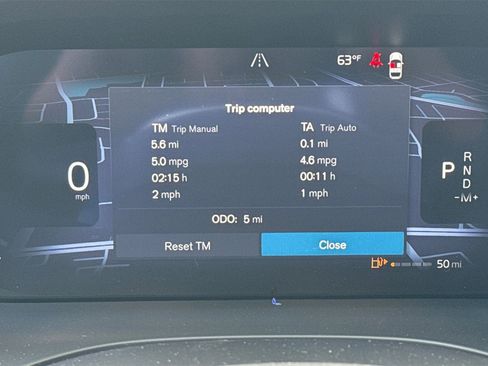 63°F
Trip computer
TM Trip Manual TA Trip Auto
5.6 mi 0.1 mi
5.0 mpg 4.6 mpg
02:15 h 00:11 h
2 mph 1 mph
ODO: 5 mi
Reset TM Close
0
mph
P
R
N
D
-M+
50 mi